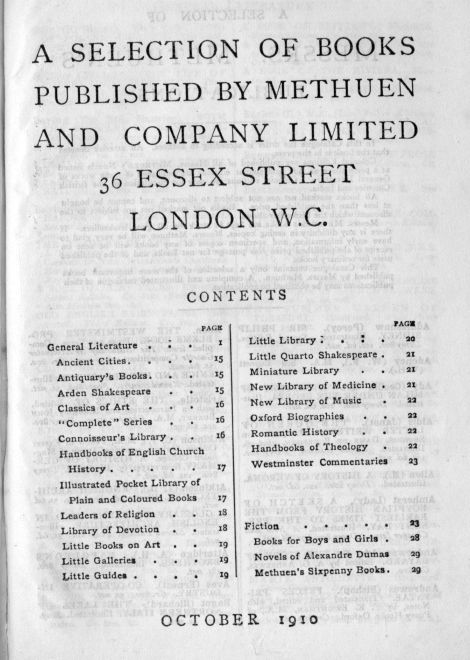 A SELECTION OF BOOKS
PUBLISHED BY METHUEN
AND COMPANY LIMITED
36 ESSEX STREET
LONDON W.C.
CONTENTS
PAGE
General Literature . . . 1
Ancient Cities. . . . 15
Antiquary's Books. . . 15
Arden Shakespeare . . 15
Classics of Art . . . 16
"Complete" Series . . 16
Connoisseur's Library . . 16
Handbooks of English Church
History . . . . . 17
Illustrated Pocket Library of
Plain and Coloured Books 17
Leaders of Religion . . 18
Library of Devotion . . 18
Little Books on Art . . 19
Little Galleries . . . 19
Little Guides . . . . 19
PAGE
Little Library : . : . 20
Little Quarto Shakespeare . 21
Miniature Library . . 21
New Library of Medicine . 21
New Library of Music . 22
Oxford Biographies . . 22
Romantic History . . 22
Handbooks of Theology . 22
Westminster Commentaries 23
Fiction . . . . . . 23
Books for Boys and Girls . 28
Novels of Alexandre Dumas 29
Methuen's Sixpenny Books. . 29
OCTOBER 1910